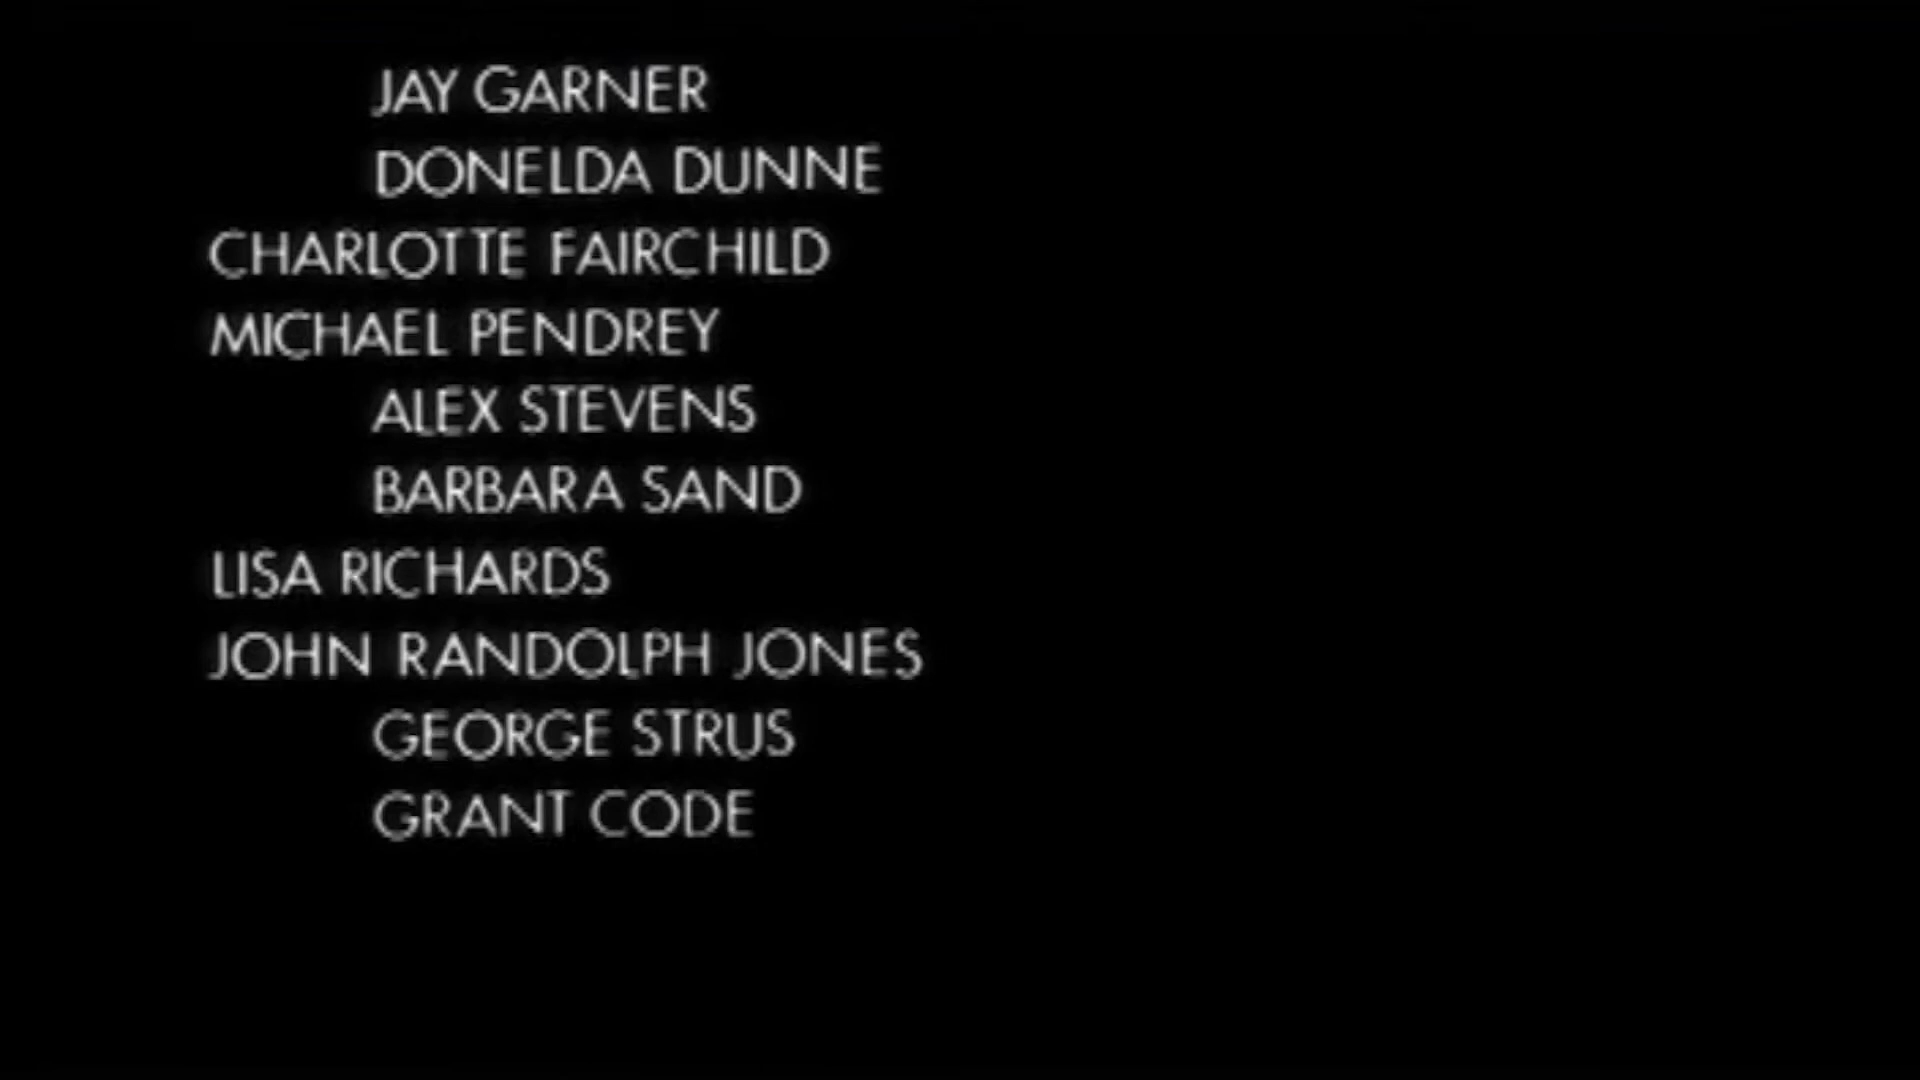 JAY GARNER
DONELDA DUNNE
CHARLOTTE FAIRCHILD
MICHAEL PENDREY
ALEX STEVENS
BARBARA SAND
LISA RICHARDS
JOHN RANDOLPH JONES
GEORGE STRUS
GRANT CODE